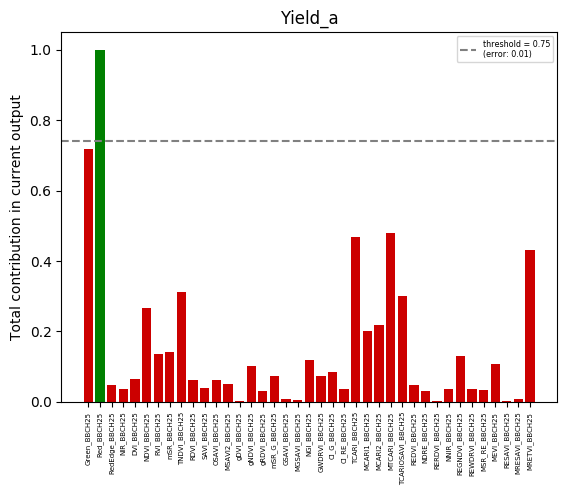 Yield_a
threshold = 0.75
(error: 0.01)
Total contribution in current output
1.0
0.8
0.6
0.4
0.2
0.0
Green_BBCH25
Red_BBCH25
RedEdge_BBCH25
NIR_BBCH25
DVI_BBCH25
NDVI_BBCH25
RVI_BBCH25
mSR_BBCH25
TNDVI_BBCH25
RDVI_BBCH25
SAVI_BBCH25
OSAVI_BBCH25
MSAVI2_BBCH25
gDVI_BBCH25
gNDVI_BBCH25
gRDVI_BBCH25
mSR_G_BBCH25
GSAVI_BBCH25
MGSAVI_BBCH25
NGI_BBCH25
GWDRVI_BBCH25
CI_G_BBCH25
CI_RE_BBCH25
TCARI_BBCH25
MCARI1_BBCH25
MCARI2_BBCH25
MTCARI_BBCH25
TCARIOSAVI_BBCH25
REDVI_BBCH25
NDRE_BBCH25
RERDVI_BBCH25
NNIR_BBCH25
REGNDVI_BBCH25
REWDRVI_BBCH25
MSR_RE_BBCH25
MEVI_BBCH25
RESAVI_BBCH25
MRESAVI_BBCH25
MRETVI_BBCH25